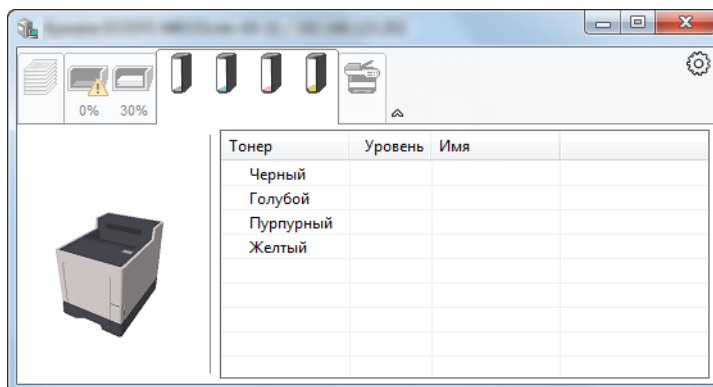 0% 30%
Тонер Уровень Имя
Черный
Голубой
Пурпурный
Желтый